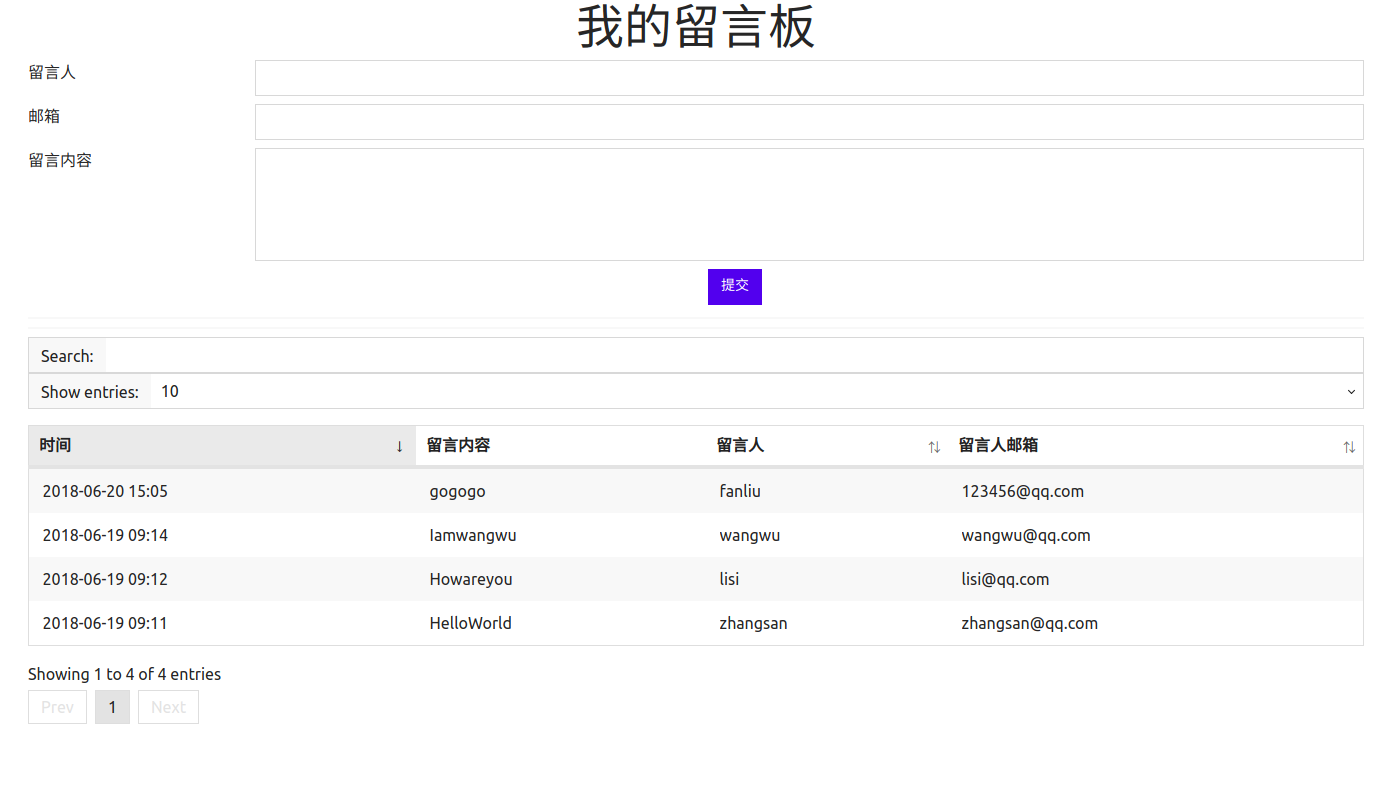 我的留言板
留言人
邮箱
留言内容
提交
Search:
Show entries: 10
时间 ↓ 留言内容 留言人 ↑↓ 留言人邮箱 ↑↓
2018-06-20 15:05 gogogo fanliu 123456@qq.com
2018-06-19 09:14 Iamwangwu wangwu wangwu@qq.com
2018-06-19 09:12 Howareyou lisi lisi@qq.com
2018-06-19 09:11 HelloWorld zhangsan zhangsan@qq.com
Showing 1 to 4 of 4 entries
Prev 1 Next